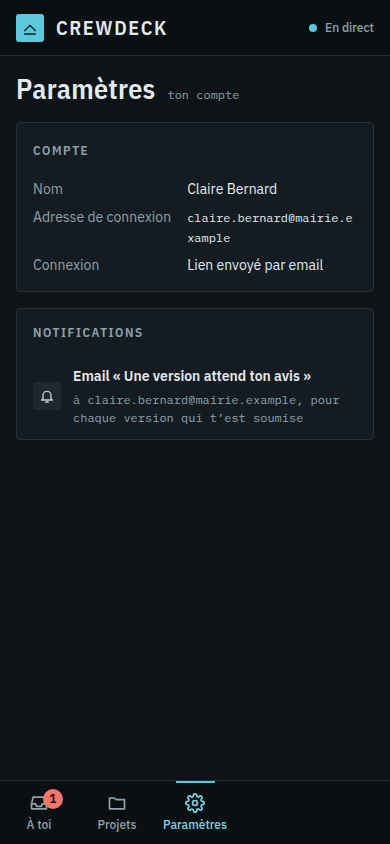 CREWDECK
En direct
Paramètres ton compte
COMPTE
Nom Claire Bernard
Adresse de connexion claire.bernard@mairie.e
xample
Connexion Lien envoyé par email
NOTIFICATIONS
Email « Une version attend ton avis »
à claire.bernard@mairie.example, pour
chaque version qui t’est soumise
1
À toi Projets Paramètres